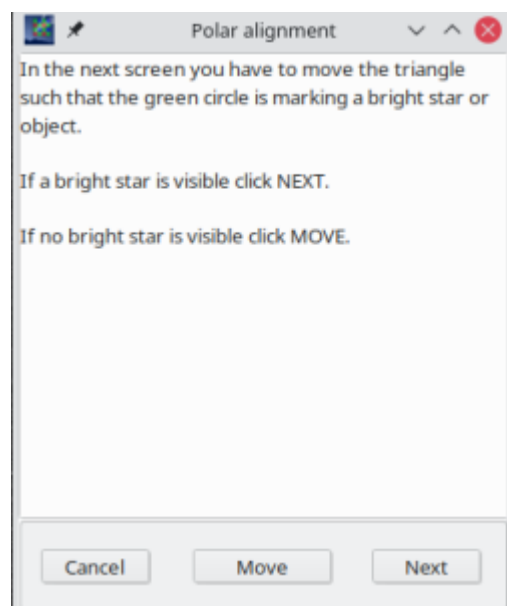 Polar alignment
In the next screen you have to move the triangle
such that the green circle is marking a bright star or
object.
If a bright star is visible click NEXT.
If no bright star is visible click MOVE.
Cancel Move Next